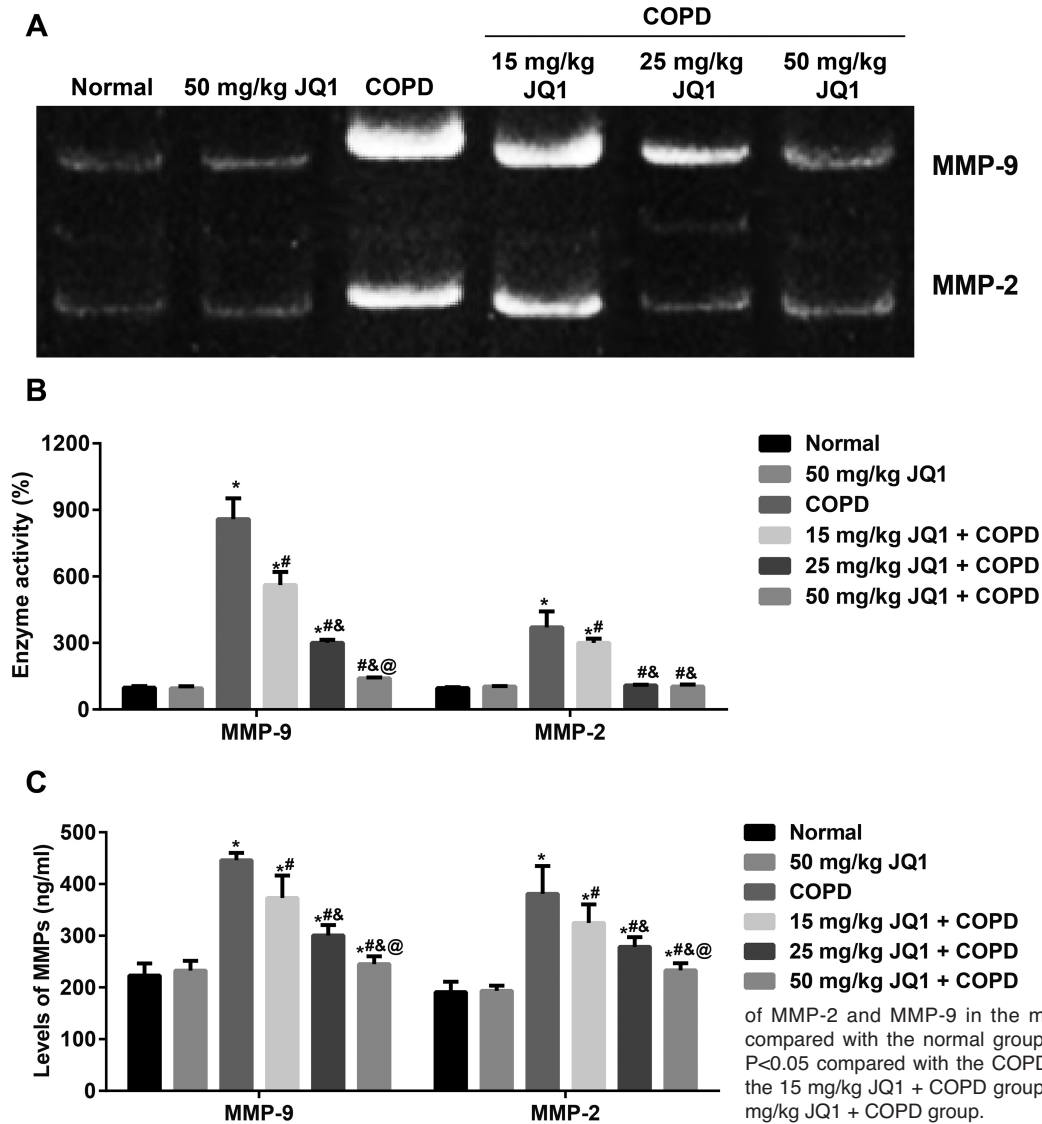 A
COPD
Normal 50 mg/kg JQ1 COPD 15 mg/kg JQ1 25 mg/kg JQ1 50 mg/kg JQ1
MMP-9
MMP-2
B
Enzyme activity (%)
1200
900
600
300
0
*
*#
*#&
#&@
*
*#
#&
#&
MMP-9 MMP-2
Normal
50 mg/kg JQ1
COPD
15 mg/kg JQ1 + COPD
25 mg/kg JQ1 + COPD
50 mg/kg JQ1 + COPD
C
Levels of MMPs (ng/ml)
500
400
300
200
100
0
*
*#
*#&
*#&@
*
*#
*#&
*#&@
MMP-9 MMP-2
Normal
50 mg/kg JQ1
COPD
15 mg/kg JQ1 + COPD
25 mg/kg JQ1 + COPD
50 mg/kg JQ1 + COPD
of MMP-2 and MMP-9 in the m
compared with the normal group
P<0.05 compared with the COPD
the 15 mg/kg JQ1 + COPD group
mg/kg JQ1 + COPD group.